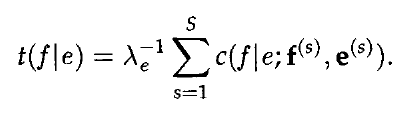 t(f|e) = λ_e^{-1} ∑_{s=1}^{S} c(f|e; f^{(s)}, e^{(s)}).